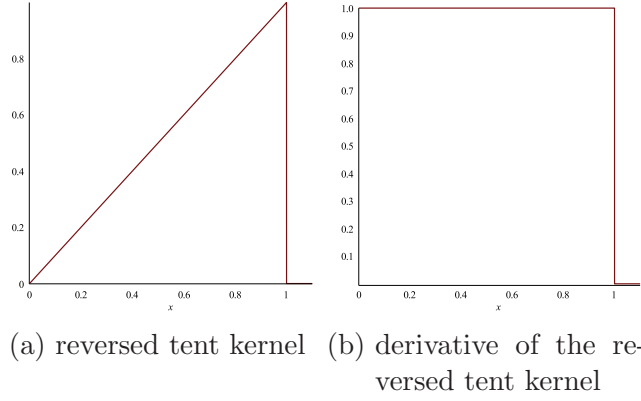 0.8
0.6
0.4
0.2
0
0 0.2 0.4 0.6 0.8 1
x
1.0
0.9
0.8
0.7
0.6
0.5
0.4
0.3
0.2
0.1
0 0.2 0.4 0.6 0.8 1
x
(a) reversed tent kernel
(b) derivative of the re-
versed tent kernel